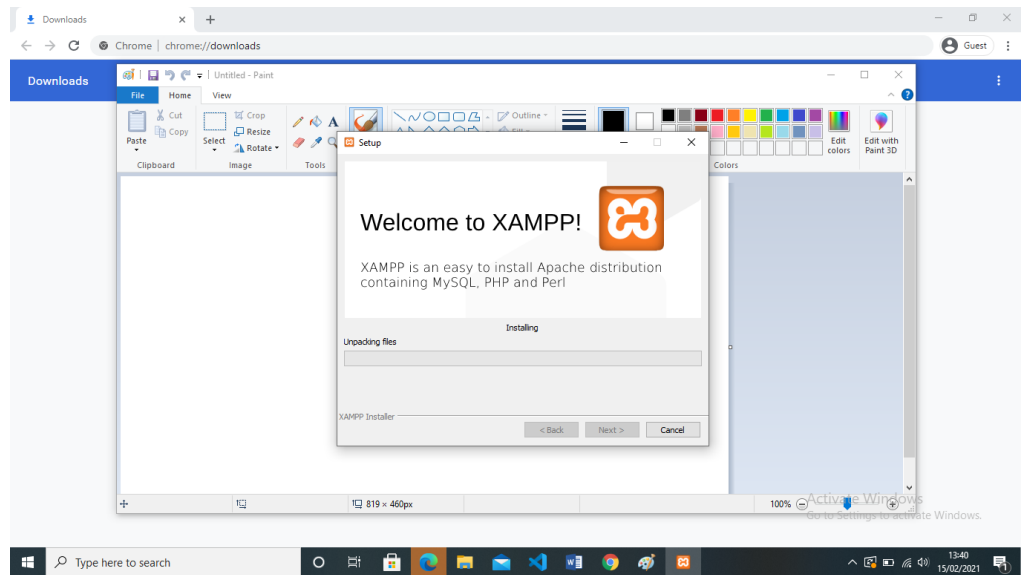 Downloads
Chrome | chrome://downloads
Guest
Downloads
Untitled - Paint
File Home View
Cut
Copy
Paste
Clipboard
Crop
Resize
Rotate
Select
Image
Tools
Outline
Edit colors
Edit with Paint 3D
Colors
Setup
Welcome to XAMPP!
XAMPP is an easy to install Apache distribution
containing MySQL, PHP and Perl
Installing
Unpacking files
XAMPP Installer
< Back Next > Cancel
819 × 460px
100%
Activate Windows
Go to Settings to activate Windows.
Type here to search
13:40
15/02/2021